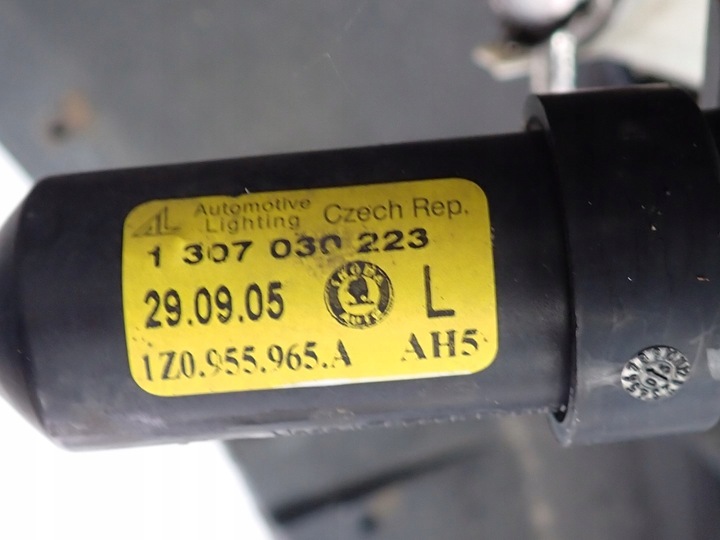 AL Automotive Lighting Czech Rep.
1 307 030 223
29.09.05 L
1Z0.955.965.A AH5